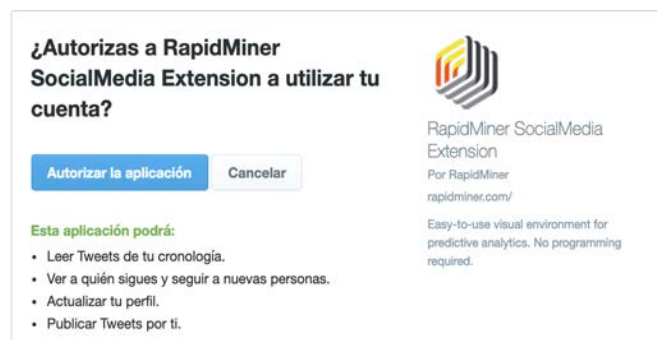 ¿Autorizas a RapidMiner
SocialMedia Extension a utilizar tu
cuenta?
Autorizar la aplicación
Cancelar
Esta aplicación podrá:
• Leer Tweets de tu cronología.
• Ver a quién sigues y seguir a nuevas personas.
• Actualizar tu perfil.
• Publicar Tweets por ti.
RapidMiner SocialMedia
Extension
Por RapidMiner
rapidminer.com/
Easy-to-use visual environment for
predictive analytics. No programming
required.